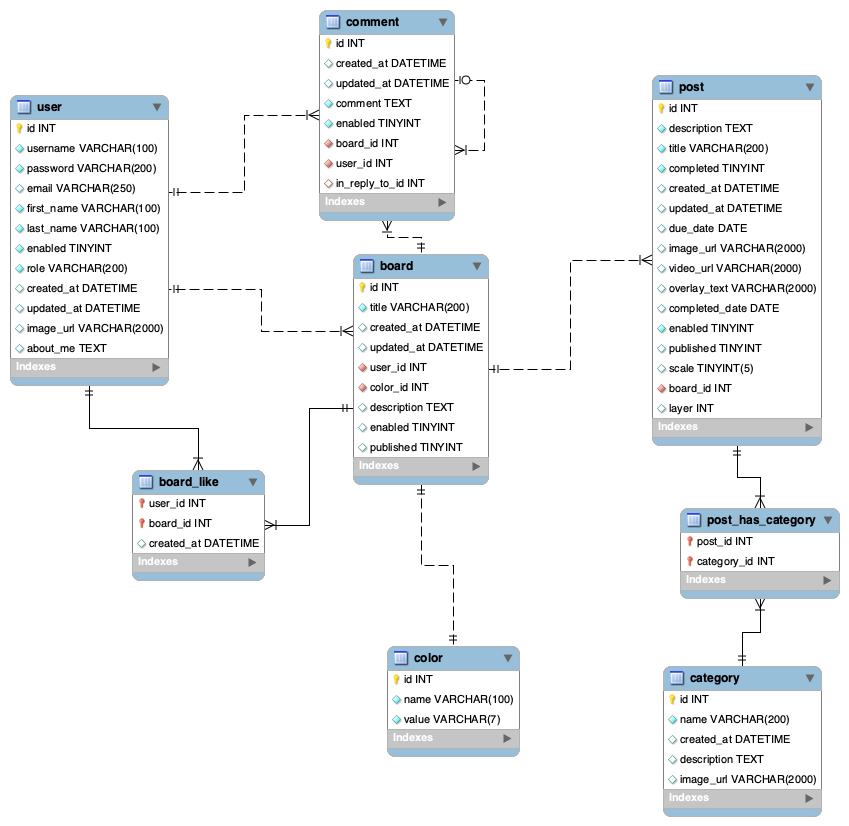 comment
id INT
created_at DATETIME
updated_at DATETIME
comment TEXT
enabled TINYINT
board_id INT
user_id INT
in_reply_to_id INT
Indexes
user
id INT
username VARCHAR(100)
password VARCHAR(200)
email VARCHAR(250)
first_name VARCHAR(100)
last_name VARCHAR(100)
enabled TINYINT
role VARCHAR(200)
created_at DATETIME
updated_at DATETIME
image_url VARCHAR(2000)
about_me TEXT
Indexes
post
id INT
description TEXT
title VARCHAR(200)
completed TINYINT
created_at DATETIME
updated_at DATETIME
due_date DATE
image_url VARCHAR(2000)
video_url VARCHAR(2000)
overlay_text VARCHAR(2000)
completed_date DATE
enabled TINYINT
published TINYINT
scale TINYINT(5)
board_id INT
layer INT
Indexes
board
id INT
title VARCHAR(200)
created_at DATETIME
updated_at DATETIME
user_id INT
color_id INT
description TEXT
enabled TINYINT
published TINYINT
Indexes
board_like
user_id INT
board_id INT
created_at DATETIME
Indexes
post_has_category
post_id INT
category_id INT
Indexes
color
id INT
name VARCHAR(100)
value VARCHAR(7)
Indexes
category
id INT
name VARCHAR(200)
created_at DATETIME
description TEXT
image_url VARCHAR(2000)
Indexes